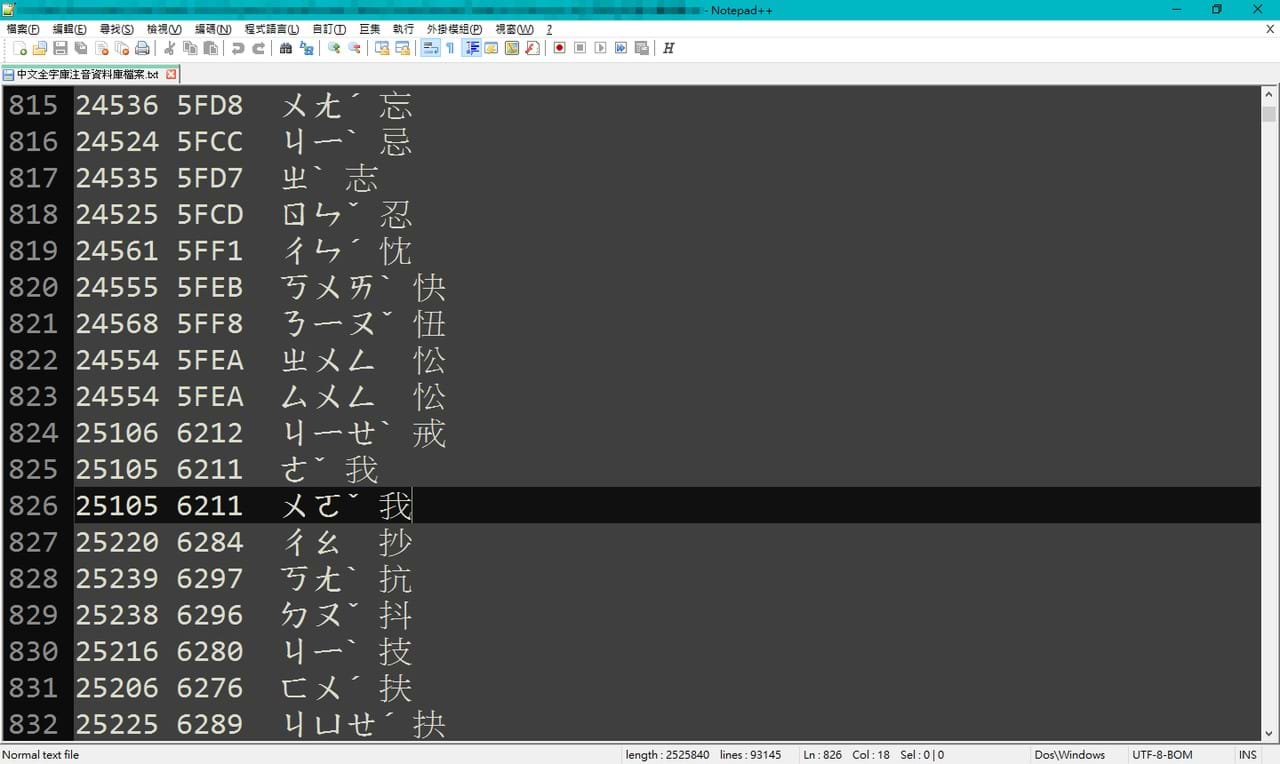 - Notepad++
檔案(F) 編輯(E) 尋找(S) 檢視(V) 編碼(N) 程式語言(L) 自訂(T) 巨集 執行 外掛模組(P) 視窗(W) ? X
中文全字庫注音資料庫檔案.txt
815 24536 5FD8 ㄨㄤˊ 忘
816 24524 5FCC ㄐㄧˋ 忌
817 24535 5FD7 ㄓˋ 志
818 24525 5FCD ㄖㄣˇ 忍
819 24561 5FF1 ㄔㄣˊ 忱
820 24555 5FEB ㄎㄨㄞˋ 快
821 24568 5FF8 ㄋㄧㄡˇ 忸
822 24554 5FEA ㄓㄨㄥ 忪
823 24554 5FEA ㄙㄨㄥ 忪
824 25106 6212 ㄐㄧㄝˋ 戒
825 25105 6211 ㄜˇ 我
826 25105 6211 ㄨㄛˇ 我
827 25220 6284 ㄔㄠ 抄
828 25239 6297 ㄎㄤˋ 抗
829 25238 6296 ㄉㄡˇ 抖
830 25216 6280 ㄐㄧˋ 技
831 25206 6276 ㄈㄨˊ 扶
832 25225 6289 ㄐㄩㄝˊ 抉
Normal text file length : 2525840 lines : 93145 Ln : 826 Col : 18 Sel : 0 | 0 Dos\Windows UTF-8-BOM INS